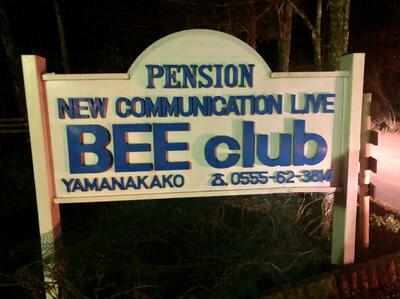 PENSION
NEW COMMUNICATION LIVE
BEE club
YAMANAKAKO ☎ 0555-62-3814